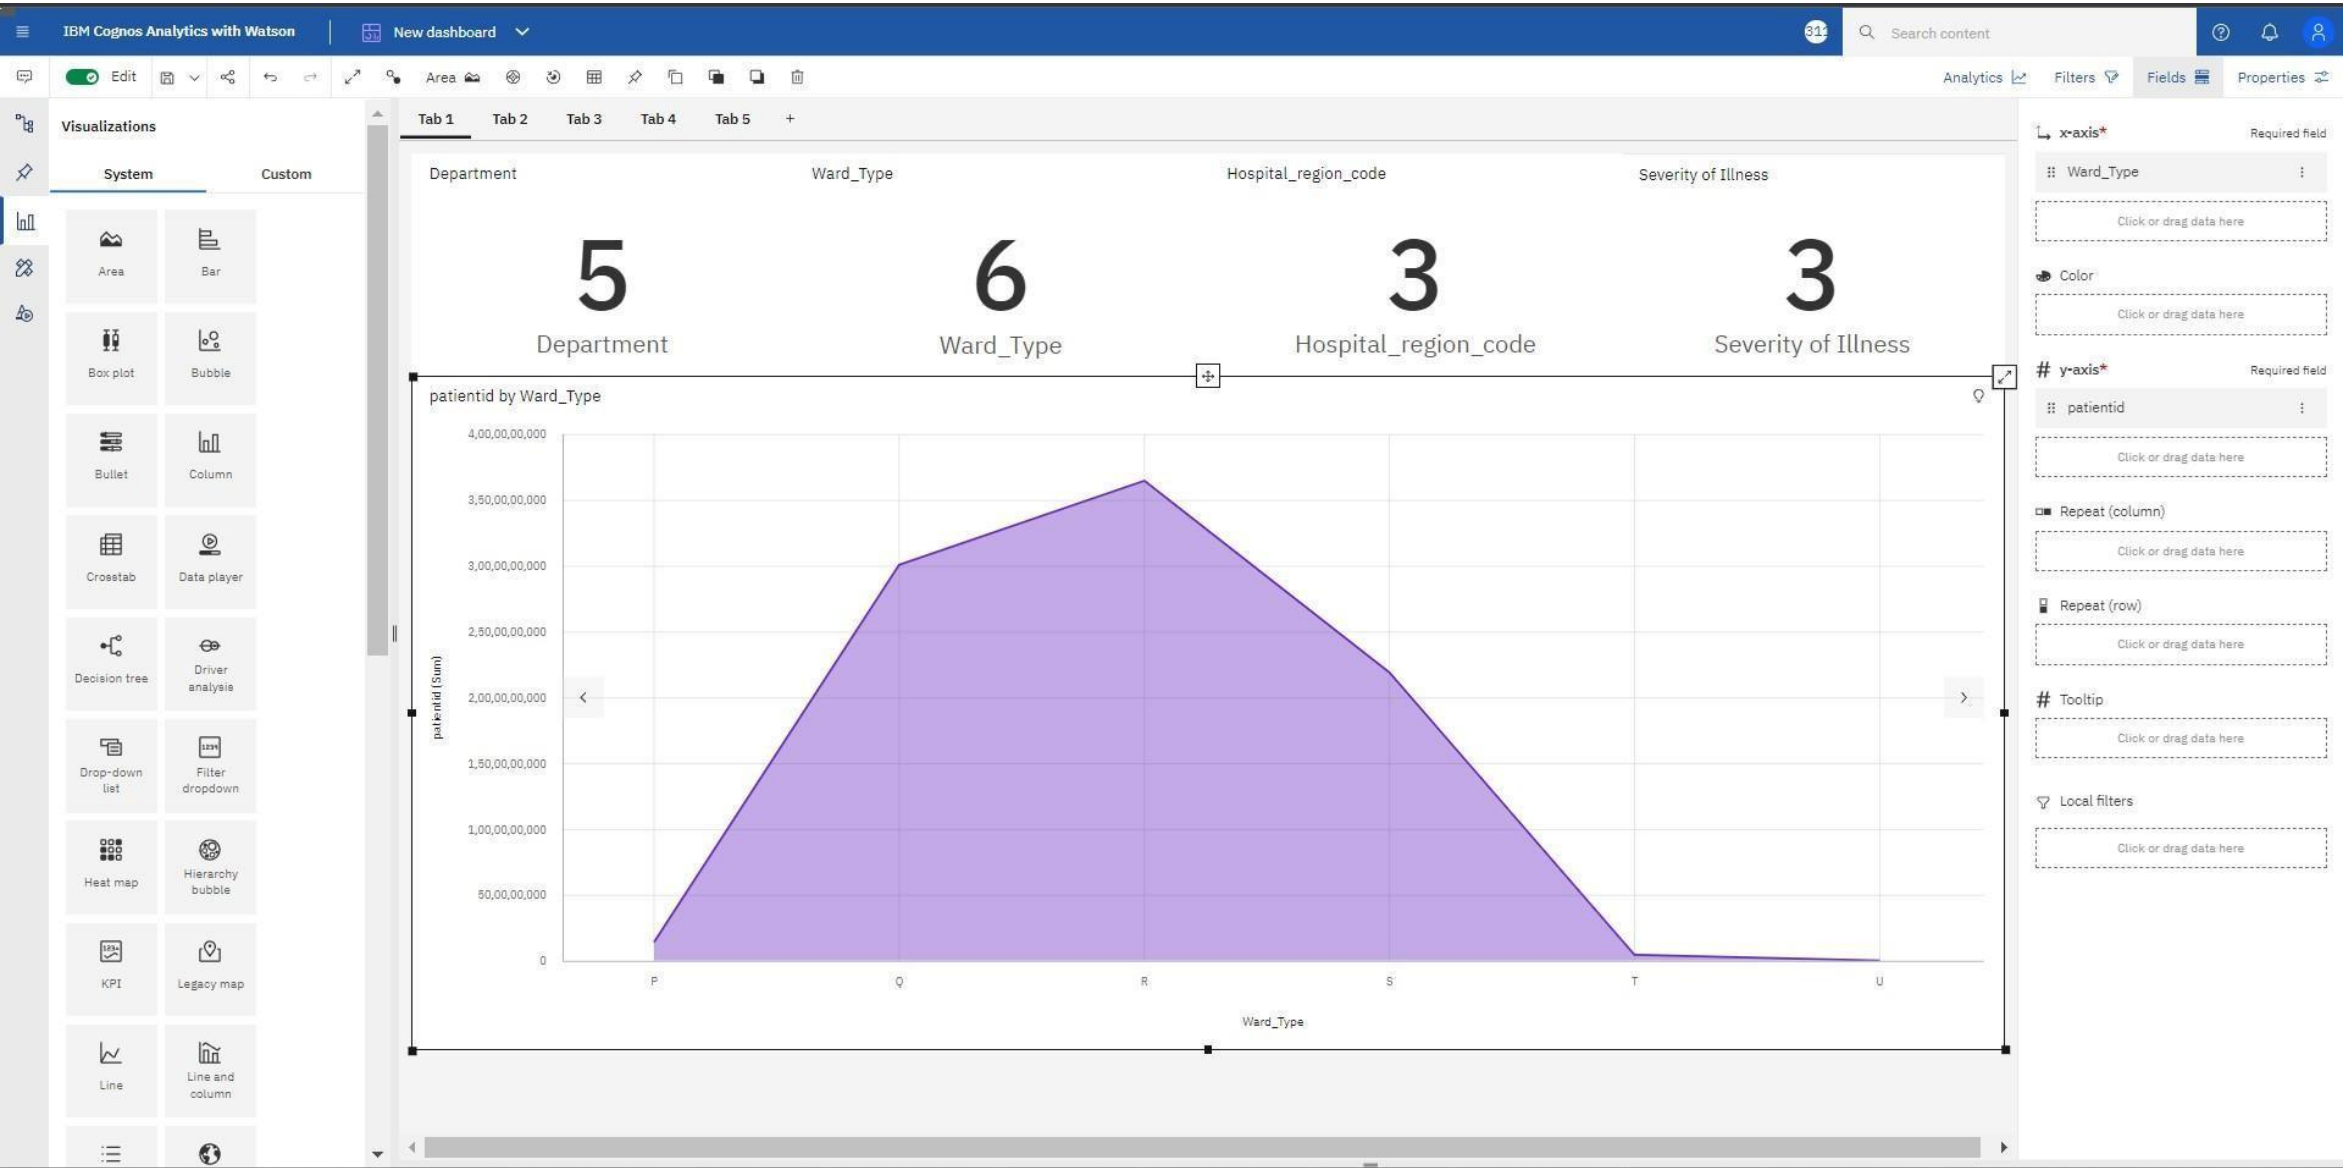 IBM Cognos Analytics with Watson
New dashboard
311
Search content
Edit
Area
Analytics
Filters
Fields
Properties
Visualizations
System
Custom
Area
Bar
Box plot
Bubble
Bullet
Column
Crosstab
Data player
Decision tree
Driver
analysis
Drop-down
list
1234
Filter
dropdown
Heat map
Hierarchy
bubble
KPI
Legacy map
Line
Line and
column
Tab 1
Tab 2
Tab 3
Tab 4
Tab 5
+
Department
Ward_Type
Hospital_region_code
Severity of Illness
5
6
3
3
Department
Ward_Type
Hospital_region_code
Severity of Illness
patientid by Ward_Type
4,00,00,00,000
3,50,00,00,000
3,00,00,00,000
2,50,00,00,000
2,00,00,00,000
1,50,00,00,000
1,00,00,00,000
50,00,00,000
0
patientid (Sum)
P
Q
R
S
T
U
Ward_Type
x-axis*
Required field
Ward_Type
Click or drag data here
Color
Click or drag data here
# y-axis*
Required field
patientid
Click or drag data here
Repeat (column)
Click or drag data here
Repeat (row)
Click or drag data here
# Tooltip
Click or drag data here
Local filters
Click or drag data here